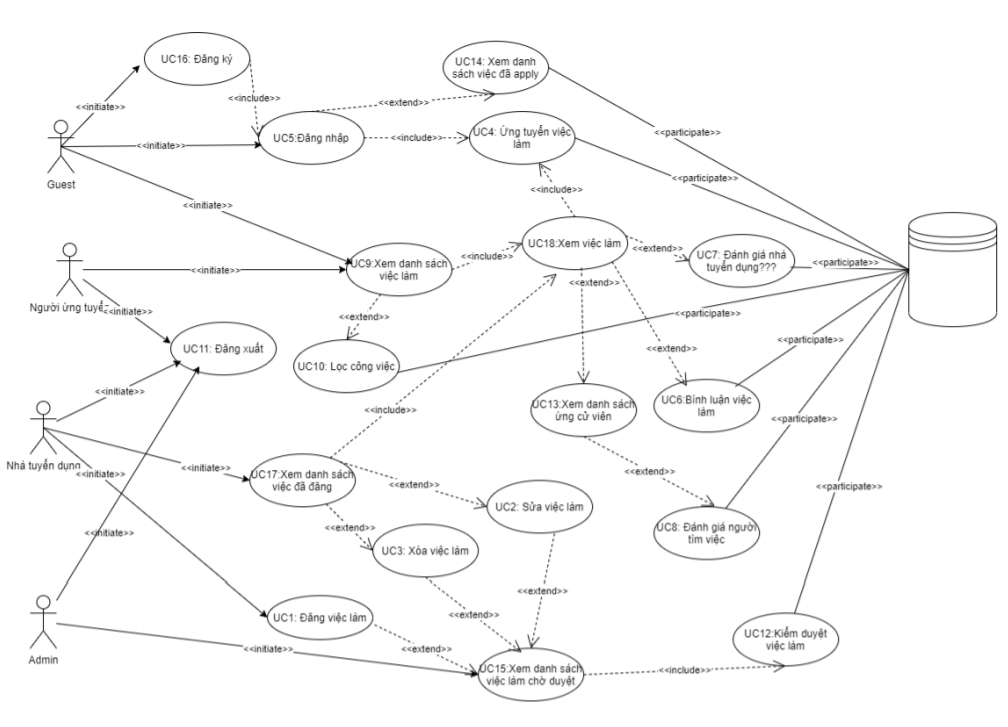 UC16: Đăng ký
UC14: Xem danh
sách việc đã apply
<<initiate>>
<<include>>
<<extend>>
UC5:Đăng nhập
<<include>>
UC4: Ứng tuyển việc
làm
<<participate>>
<<initiate>>
Guest
<<participate>>
<<include>>
<<initiate>>
UC18:Xem việc làm
<<extend>>
UC7: Đánh giá nhà
tuyển dụng???
<<participate>>
UC9:Xem danh sách
việc làm
<<include>>
<<initiate>>
<<extend>>
Người ứng tuyể
<<initiate>>
<<extend>>
<<participate>>
UC11: Đăng xuất
<<participate>>
<<extend>>
UC10: Lọc công việc
<<initiate>>
UC13:Xem danh sách
ứng cử viên
UC6:Bình luận việc
làm
<<include>>
<<participate>>
Nhà tuyển dụng
<<initiate>>
<<initiate>>
UC17:Xem danh sách
việc đã đăng
<<extend>>
<<extend>>
<<participate>>
UC2: Sửa việc làm
<<extend>>
UC8: Đánh giá người
tìm việc
<<initiate>>
UC3: Xóa việc làm
<<extend>>
<<extend>>
UC1: Đăng việc làm
UC12:Kiểm duyệt
việc làm
Admin
<<initiate>>
<<extend>>
UC15:Xem danh sách
việc làm chờ duyệt
<<include>>